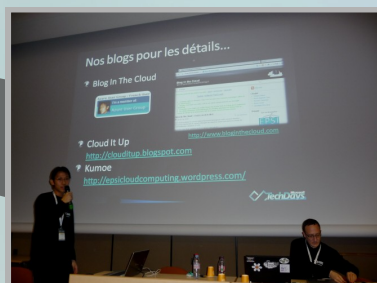 Nos blogs pour les détails...
Blog In The Cloud
http://www.bloginthecloud.com
Cloud It Up
http://clouditup.blogspot.com
Kumoe
http://epsicloudcomputing.wordpress.com/
TechDays